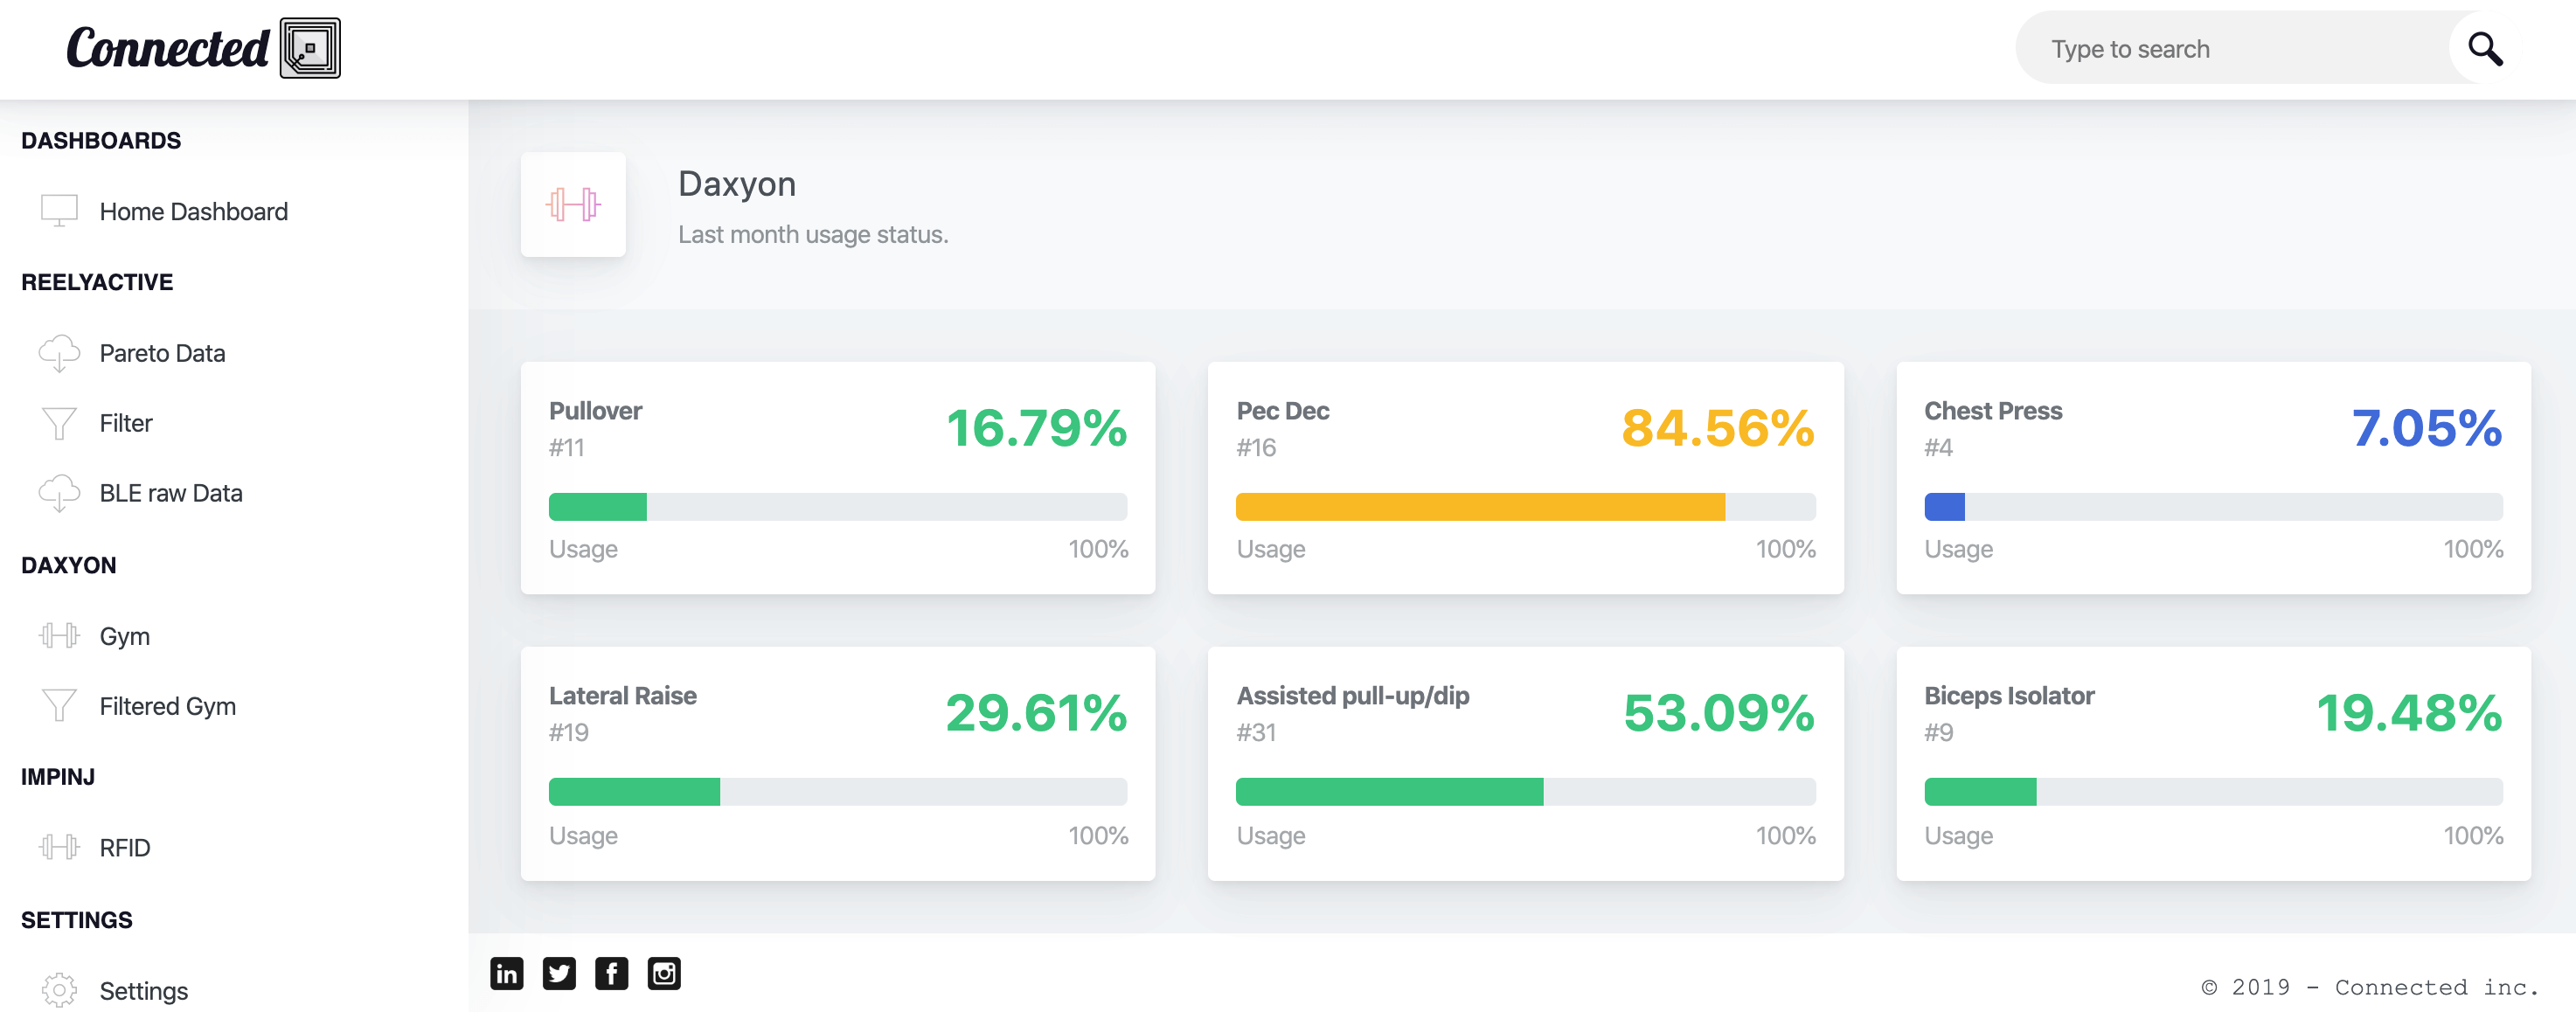 Connected
Type to search
DASHBOARDS
Home Dashboard
REELYACTIVE
Pareto Data
Filter
BLE raw Data
DAXYON
Gym
Filtered Gym
IMPINJ
RFID
SETTINGS
Settings
Daxyon
Last month usage status.
Pullover
#11
16.79%
Usage
100%
Pec Dec
#16
84.56%
Usage
100%
Chest Press
#4
7.05%
Usage
100%
Lateral Raise
#19
29.61%
Usage
100%
Assisted pull-up/dip
#31
53.09%
Usage
100%
Biceps Isolator
#9
19.48%
Usage
100%
© 2019 - Connected inc.